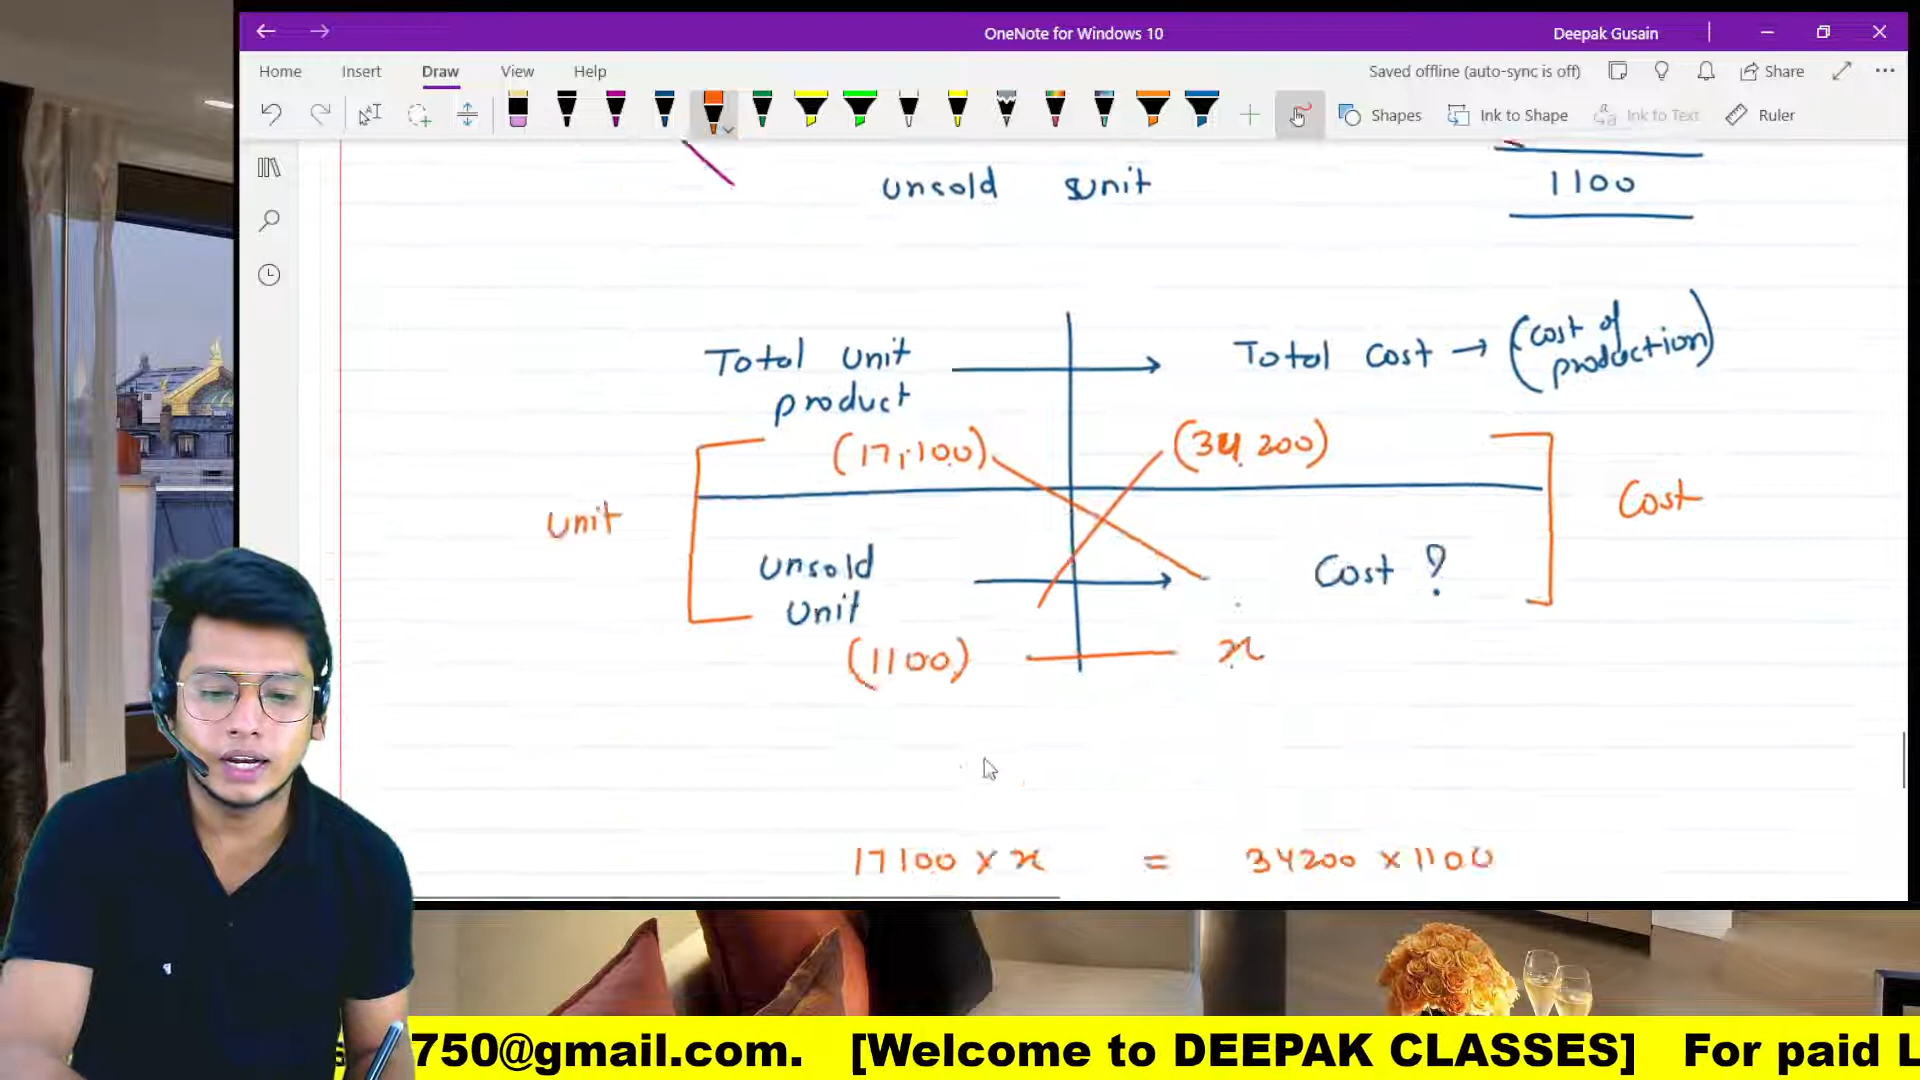 OneNote for Windows 10
Deepak Gusain
Home Insert Draw View Help
Saved offline (auto-sync is off)
Share
Shapes
Ink to Shape
Ink to Text
Ruler
unsold unit 1100
Total unit product
Total Cost → (cost of production)
(17,100) (34,200)
unit
Cost
unsold unit
Cost ?
(1100) x
17100 × x = 34200 × 1100
750@gmail.com. [Welcome to DEEPAK CLASSES] For paid L